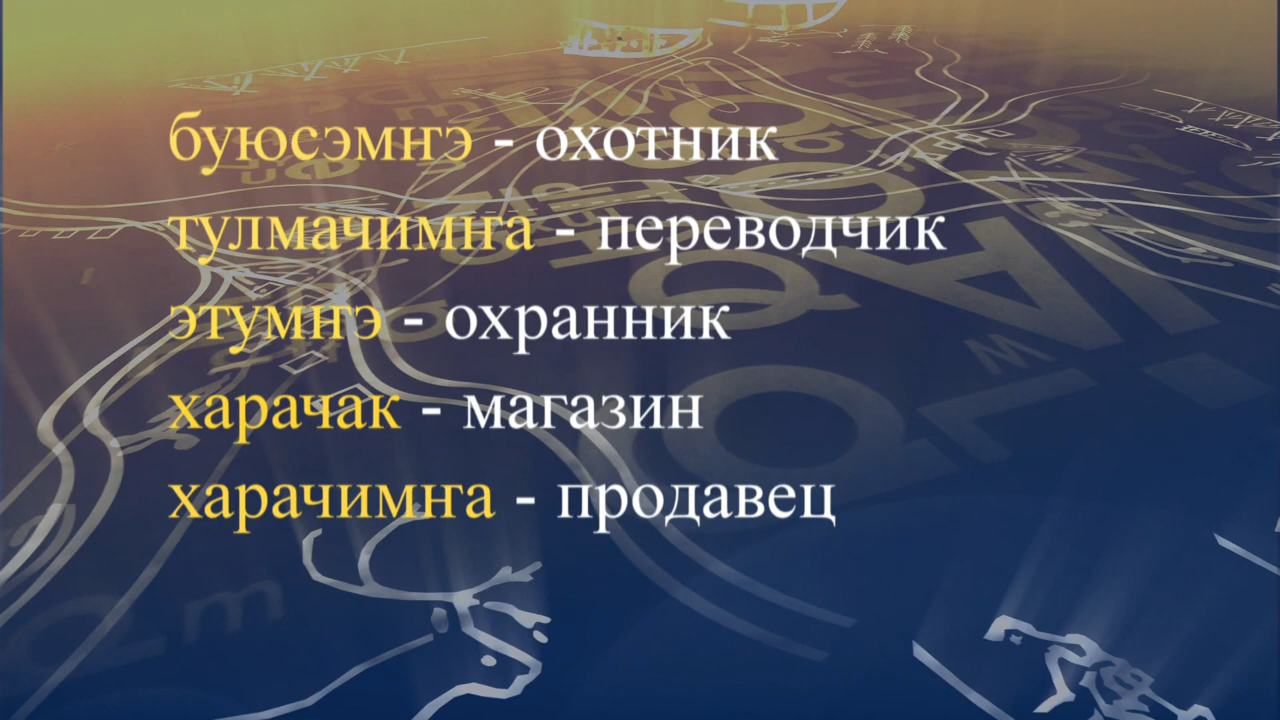 буюсэмӈэ - охотник
тулмачимӈа - переводчик
этумӈэ - охранник
харачак - магазин
харачимӈа - продавец